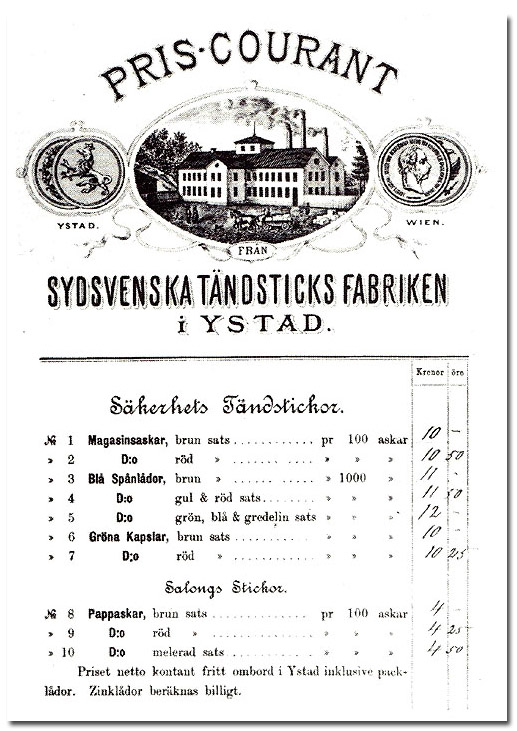 PRIS-COURANT
YSTAD.
WIEN.
FRÅN
SYDSVENSKA TÄNDSTICKS FABRIKEN
i YSTAD.
Kronor öre
Säkerhets Tändstickor.
№ 1 Magasinsaskar, brun sats ............ pr 100 askar 10 -
» 2 D:o röd » ............ » » » 10 50
» 3 Blå Spånlådor, brun sats ............ » 1000 » 11 -
» 4 D:o gul & röd sats ........ » » » 11 50
» 5 D:o grön, blå & gredelin sats » » » 12 -
» 6 Gröna Kapslar, brun sats ............ » » » 10 -
» 7 D:o röd » ............ » » » 10 25
Salongs Stickor.
№ 8 Pappaskar, brun sats ............ pr 100 askar 4 -
» 9 D:o röd » ............ » » » 4 25
» 10 D:o melerad sats ............ » » » 4 50
Priset netto kontant fritt ombord i Ystad inklusive pack-
lådor. Zinklådor beräknas billigt.